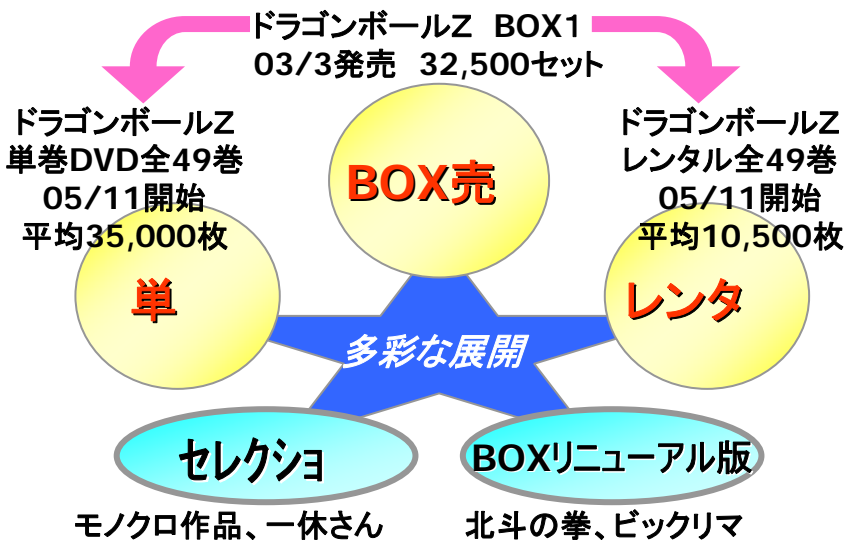 ドラゴンボールZ BOX1
03/3発売 32,500セット
ドラゴンボールZ
単巻DVD全49巻
05/11開始
平均35,000枚
ドラゴンボールZ
レンタル全49巻
05/11開始
平均10,500枚
BOX売
単
レンタ
多彩な展開
セレクショ
BOXリニューアル版
モノクロ作品、一休さん
北斗の拳、ビックリマ